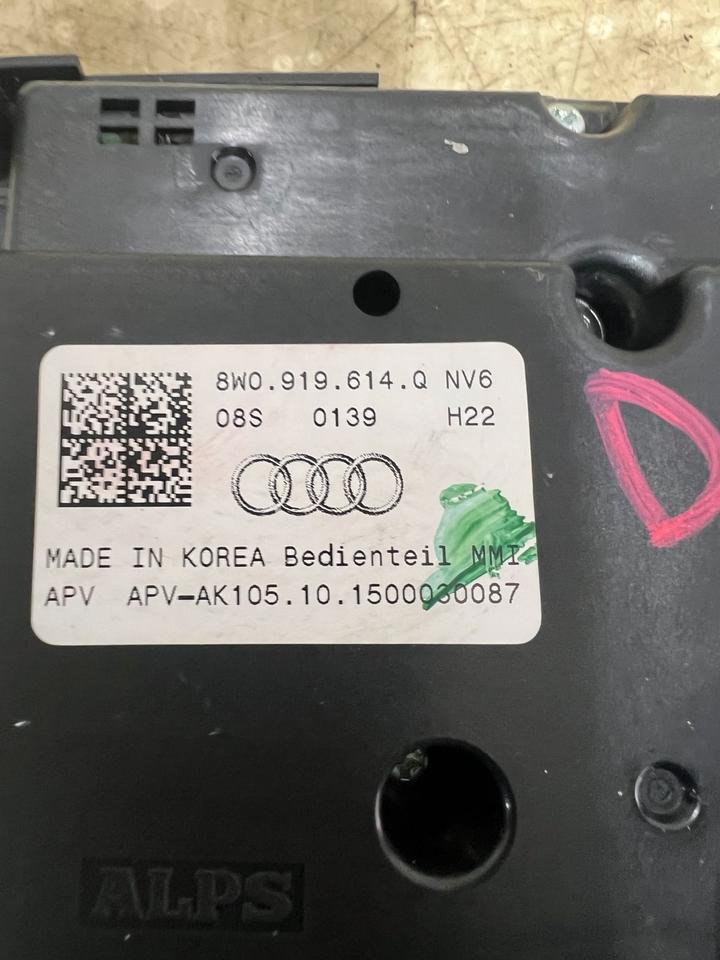 8W0.919.614.Q NV6
08S 0139 H22
MADE IN KOREA Bedienteil MMI
APV APV-AK105.10.1500030087
D
ALPS